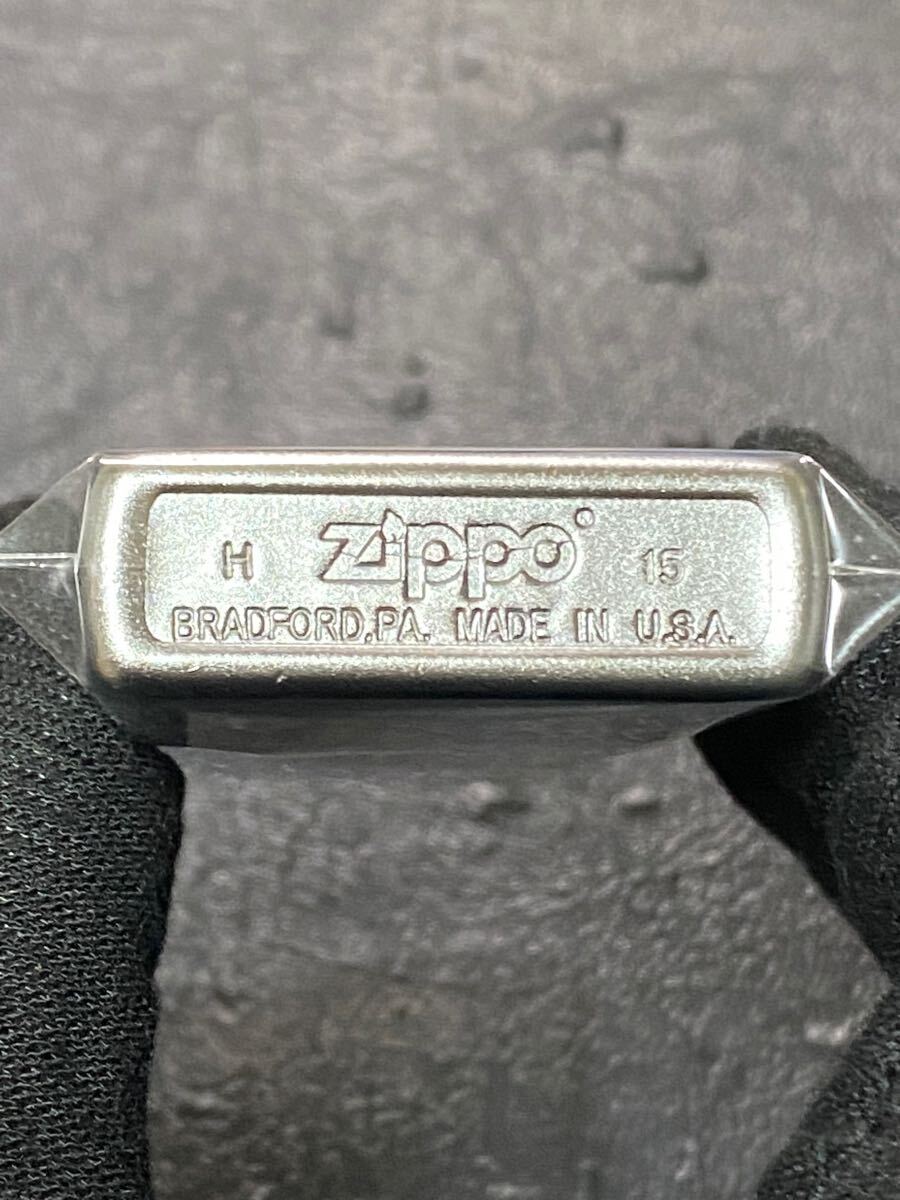 H Zippo® 15
BRADFORD,PA. MADE IN U.S.A.